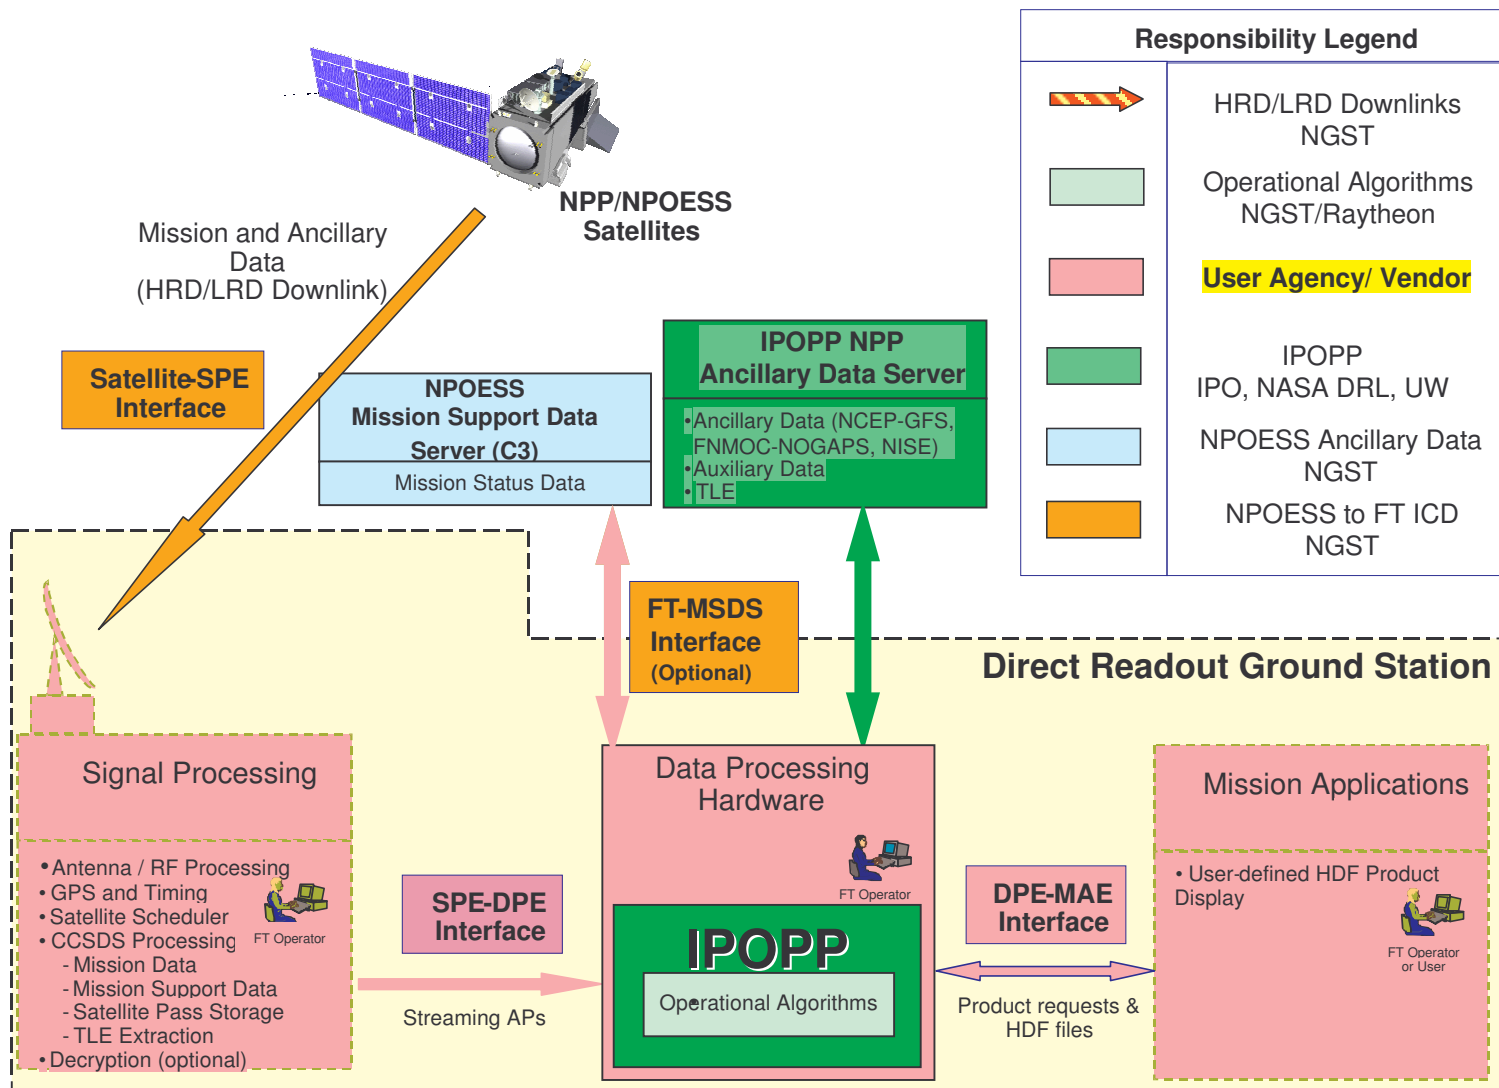 Responsibility Legend
HRD/LRD Downlinks
NGST
Operational Algorithms
NGST/Raytheon
User Agency/ Vendor
IPOPP
IPO, NASA DRL, UW
NPOESS Ancillary Data
NGST
NPOESS to FT ICD
NGST
NPP/NPOESS
Satellites
Mission and Ancillary
Data
(HRD/LRD Downlink)
Satellite-SPE
Interface
NPOESS
Mission Support Data
Server (C3)
Mission Status Data
IPOPP NPP
Ancillary Data Server
•Ancillary Data (NCEP-GFS,
FNMOC-NOGAPS, NISE)
•Auxiliary Data
•TLE
FT-MSDS
Interface
(Optional)
Direct Readout Ground Station
Signal Processing
• Antenna / RF Processing
• GPS and Timing
• Satellite Scheduler
• CCSDS Processing
- Mission Data
- Mission Support Data
- Satellite Pass Storage
- TLE Extraction
• Decryption (optional)
FT Operator
SPE-DPE
Interface
Streaming APs
Data Processing
Hardware
FT Operator
IPOPP
Operational Algorithms
DPE-MAE
Interface
Product requests &
HDF files
Mission Applications
• User-defined HDF Product
Display
FT Operator
or User